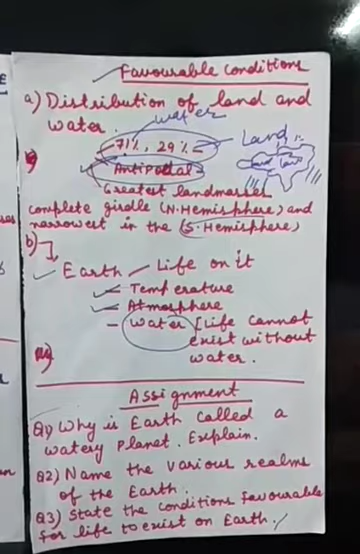 Favourable Conditions
a) Distribution of land and
water.
water
71%, 29% = Land
Antipodal
Greatest landmasses
complete girdle (N. Hemisphere) and
narrowest in the (S. Hemisphere)
b)
Earth Life on it
Temperature
Atmosphere
- Water [Life cannot
exist without
water.
Assignment
Q1) Why is Earth called a
watery Planet. Explain.
Q2) Name the various realms
of the Earth.
Q3) State the conditions favourable
for life to exist on Earth.